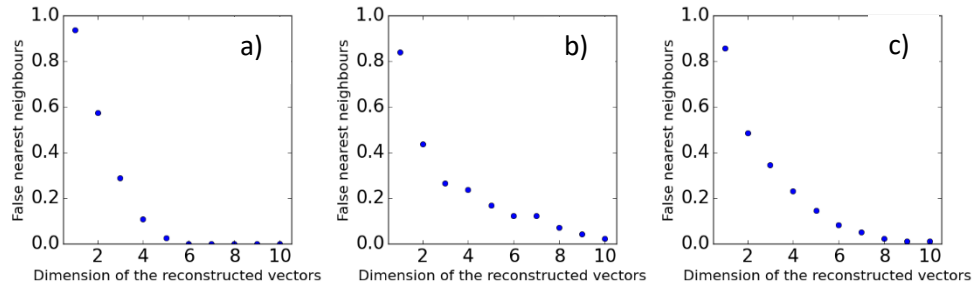 a)
1.0
0.8
0.6
0.4
0.2
0.0
2 4 6 8 10
False nearest neighbours
Dimension of the reconstructed vectors
b)
1.0
0.8
0.6
0.4
0.2
0.0
2 4 6 8 10
False nearest neighbours
Dimension of the reconstructed vectors
c)
1.0
0.8
0.6
0.4
0.2
0.0
2 4 6 8 10
False nearest neighbours
Dimension of the reconstructed vectors